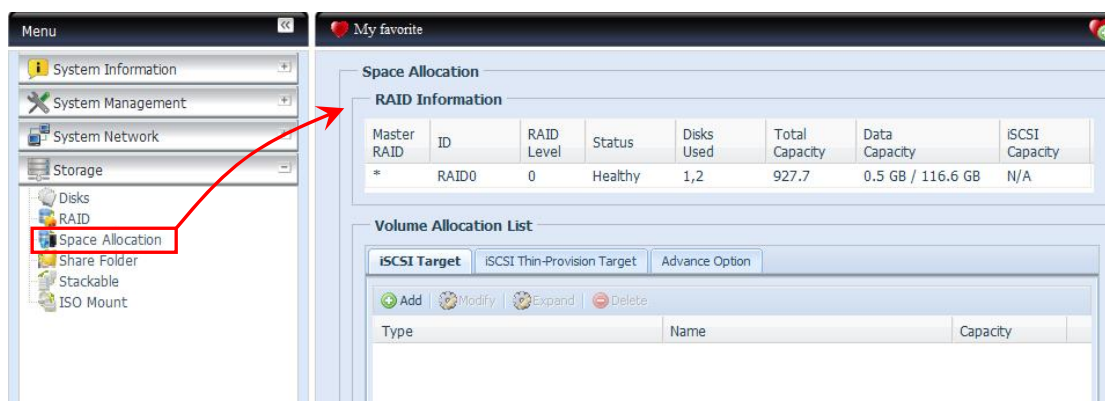 Menu
My favorite
System Information
System Management
System Network
Storage
Disks
RAID
Space Allocation
Share Folder
Stackable
ISO Mount
Space Allocation
RAID Information
Master RAID ID RAID Level Status Disks Used Total Capacity Data Capacity iSCSI Capacity
* RAID0 0 Healthy 1,2 927.7 0.5 GB / 116.6 GB N/A
Volume Allocation List
iSCSI Target iSCSI Thin-Provision Target Advance Option
Add Modify Expand Delete
Type Name Capacity